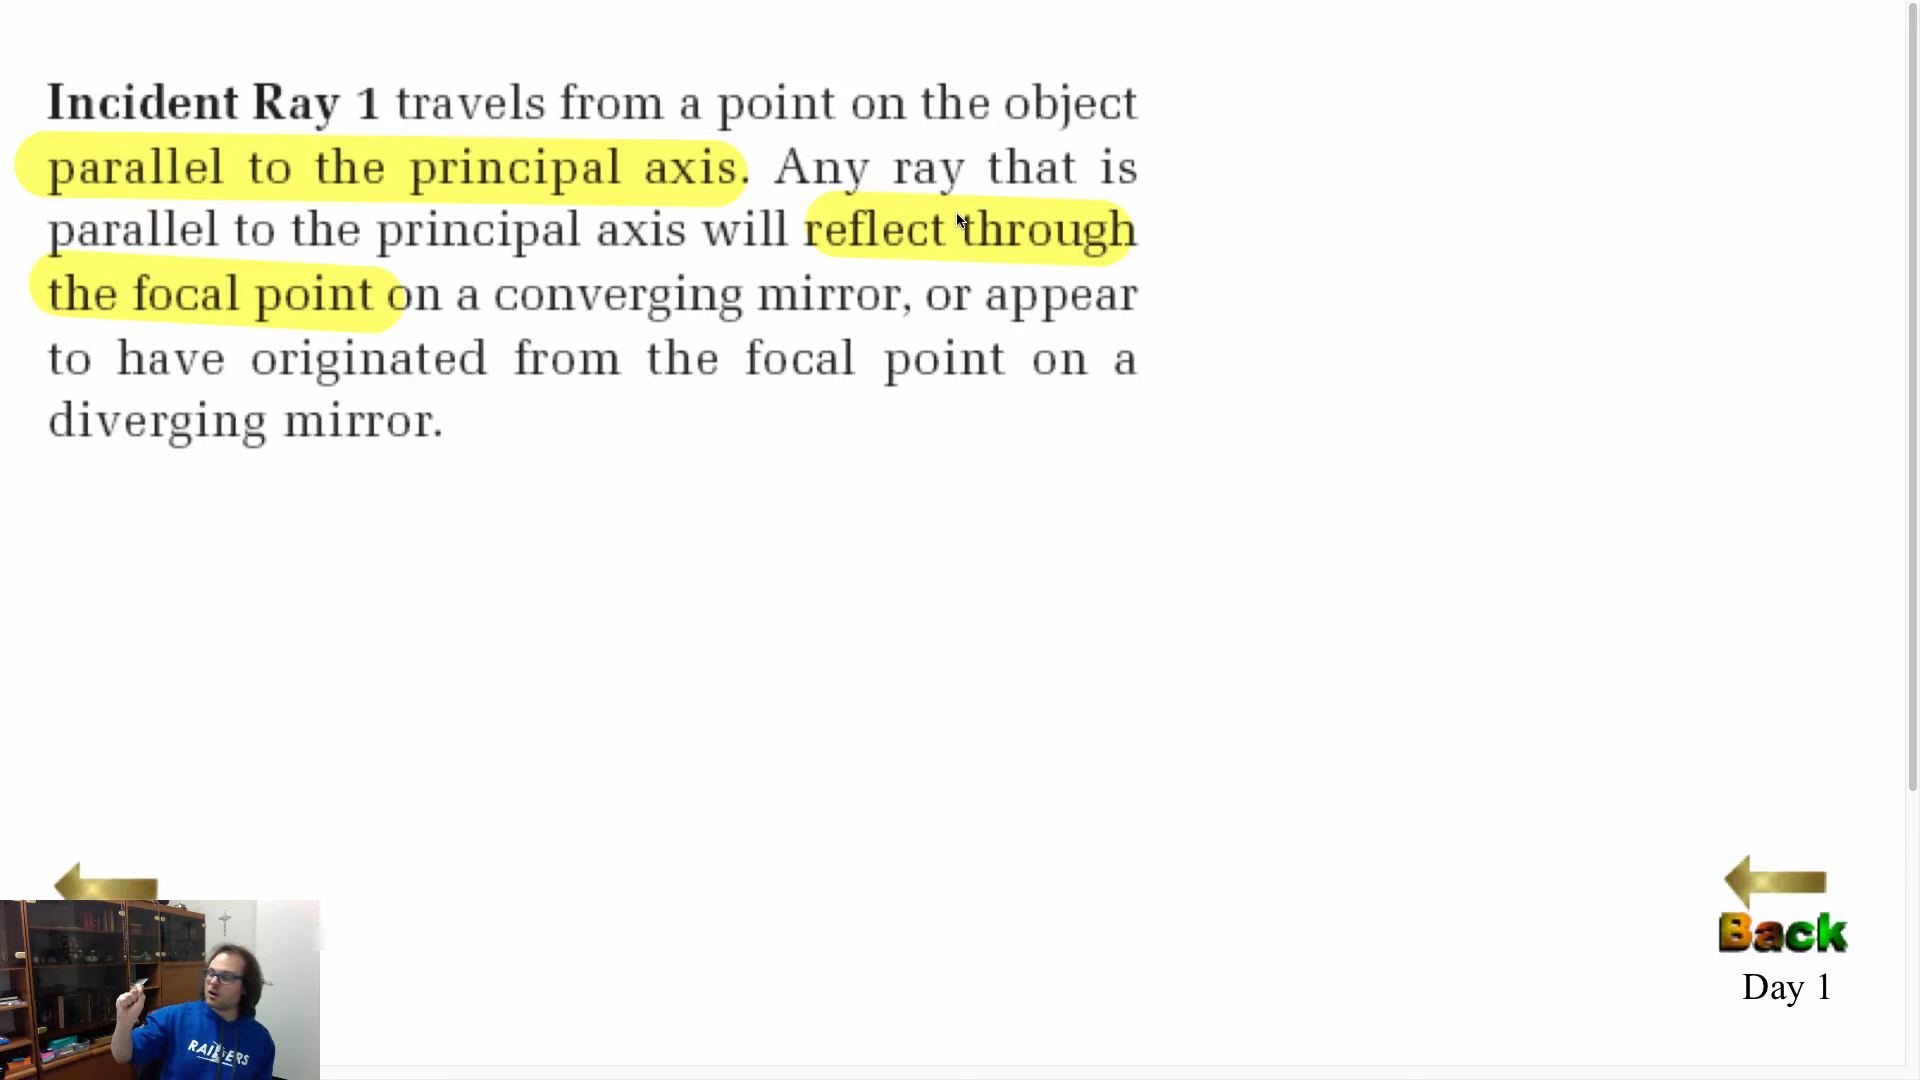 Incident Ray 1 travels from a point on the object
parallel to the principal axis. Any ray that is
parallel to the principal axis will reflect through
the focal point on a converging mirror, or appear
to have originated from the focal point on a
diverging mirror.
Back
Day 1
RAIDERS